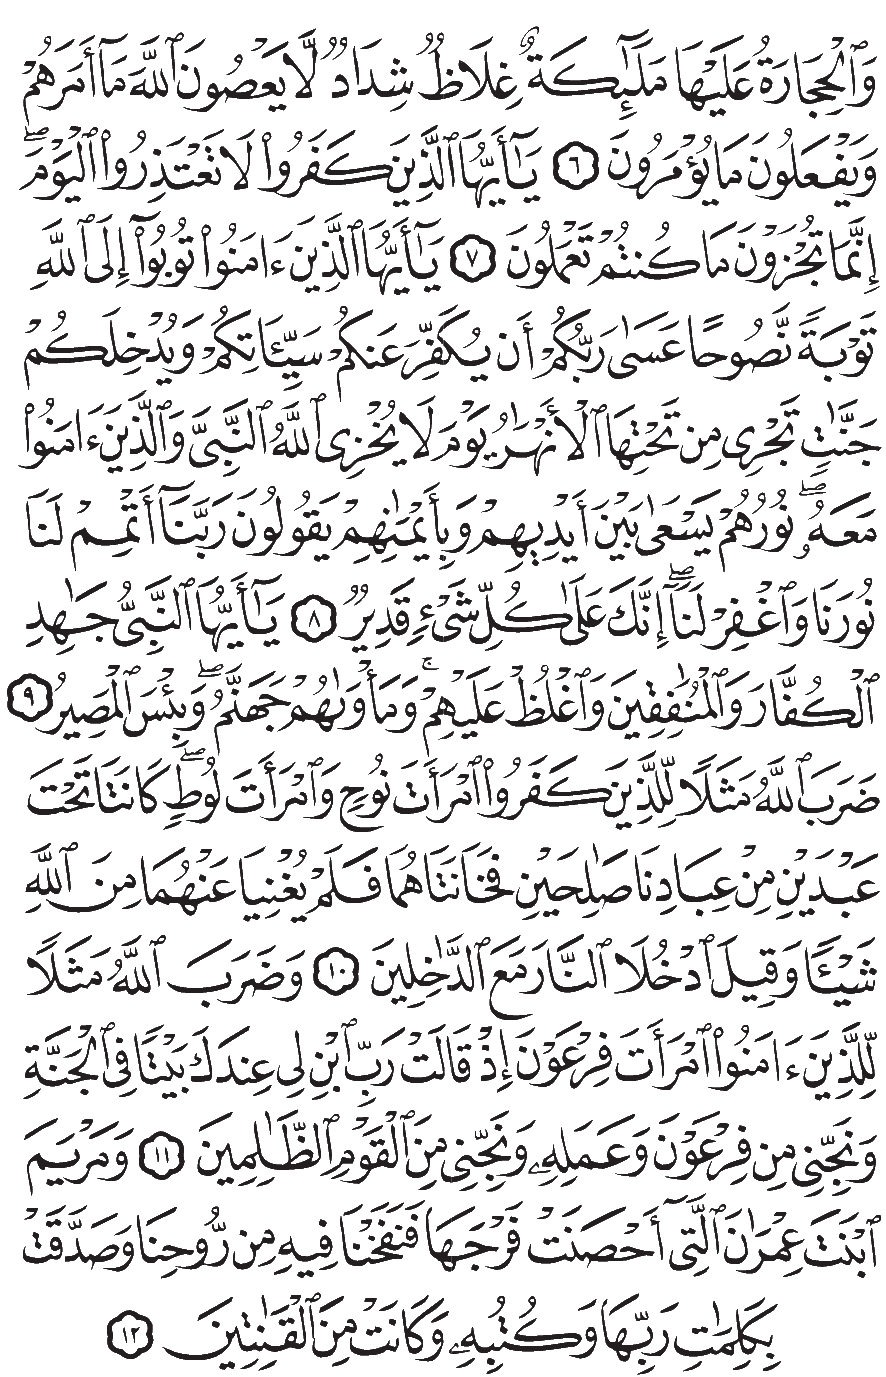 وَٱلْحِجَارَةُ عَلَيْهَا مَلَٰٓئِكَةٌ غِلَاظٌ شِدَادٌ لَّا يَعْصُونَ ٱللَّهَ مَآ أَمَرَهُمْ
وَيَفْعَلُونَ مَا يُؤْمَرُونَ ٦ يَٰٓأَيُّهَا ٱلَّذِينَ كَفَرُوا۟ لَا تَعْتَذِرُوا۟ ٱلْيَوْمَ ۖ
إِنَّمَا تُجْزَوْنَ مَا كُنتُمْ تَعْمَلُونَ ٧ يَٰٓأَيُّهَا ٱلَّذِينَ ءَامَنُوا۟ تُوبُوٓا۟ إِلَى ٱللَّهِ
تَوْبَةً نَّصُوحًا عَسَىٰ رَبُّكُمْ أَن يُكَفِّرَ عَنكُمْ سَيِّـَٔاتِكُمْ وَيُدْخِلَكُمْ
جَنَّٰتٍ تَجْرِى مِن تَحْتِهَا ٱلْأَنْهَٰرُ يَوْمَ لَا يُخْزِى ٱللَّهُ ٱلنَّبِىَّ وَٱلَّذِينَ ءَامَنُوا۟
مَعَهُۥ ۖ نُورُهُمْ يَسْعَىٰ بَيْنَ أَيْدِيهِمْ وَبِأَيْمَٰنِهِمْ يَقُولُونَ رَبَّنَآ أَتْمِمْ لَنَا
نُورَنَا وَٱغْفِرْ لَنَآ ۖ إِنَّكَ عَلَىٰ كُلِّ شَىْءٍ قَدِيرٌ ٨ يَٰٓأَيُّهَا ٱلنَّبِىُّ جَٰهِدِ
ٱلْكُفَّارَ وَٱلْمُنَٰفِقِينَ وَٱغْلُظْ عَلَيْهِمْ ۚ وَمَأْوَىٰهُمْ جَهَنَّمُ ۖ وَبِئْسَ ٱلْمَصِيرُ ٩
ضَرَبَ ٱللَّهُ مَثَلًا لِّلَّذِينَ كَفَرُوا۟ ٱمْرَأَتَ نُوحٍ وَٱمْرَأَتَ لُوطٍ ۖ كَانَتَا تَحْتَ
عَبْدَيْنِ مِنْ عِبَادِنَا صَٰلِحَيْنِ فَخَانَتَاهُمَا فَلَمْ يُغْنِيَا عَنْهُمَا مِنَ ٱللَّهِ
شَيْـًٔا وَقِيلَ ٱدْخُلَا ٱلنَّارَ مَعَ ٱلدَّٰخِلِينَ ١٠ وَضَرَبَ ٱللَّهُ مَثَلًا
لِّلَّذِينَ ءَامَنُوا۟ ٱمْرَأَتَ فِرْعَوْنَ إِذْ قَالَتْ رَبِّ ٱبْنِ لِى عِندَكَ بَيْتًا فِى ٱلْجَنَّةِ
وَنَجِّنِى مِن فِرْعَوْنَ وَعَمَلِهِۦ وَنَجِّنِى مِنَ ٱلْقَوْمِ ٱلظَّٰلِمِينَ ١١ وَمَرْيَمَ
ٱبْنَتَ عِمْرَٰنَ ٱلَّتِىٓ أَحْصَنَتْ فَرْجَهَا فَنَفَخْنَا فِيهِ مِن رُّوحِنَا وَصَدَّقَتْ
بِكَلِمَٰتِ رَبِّهَا وَكُتُبِهِۦ وَكَانَتْ مِنَ ٱلْقَٰنِتِينَ ١٢